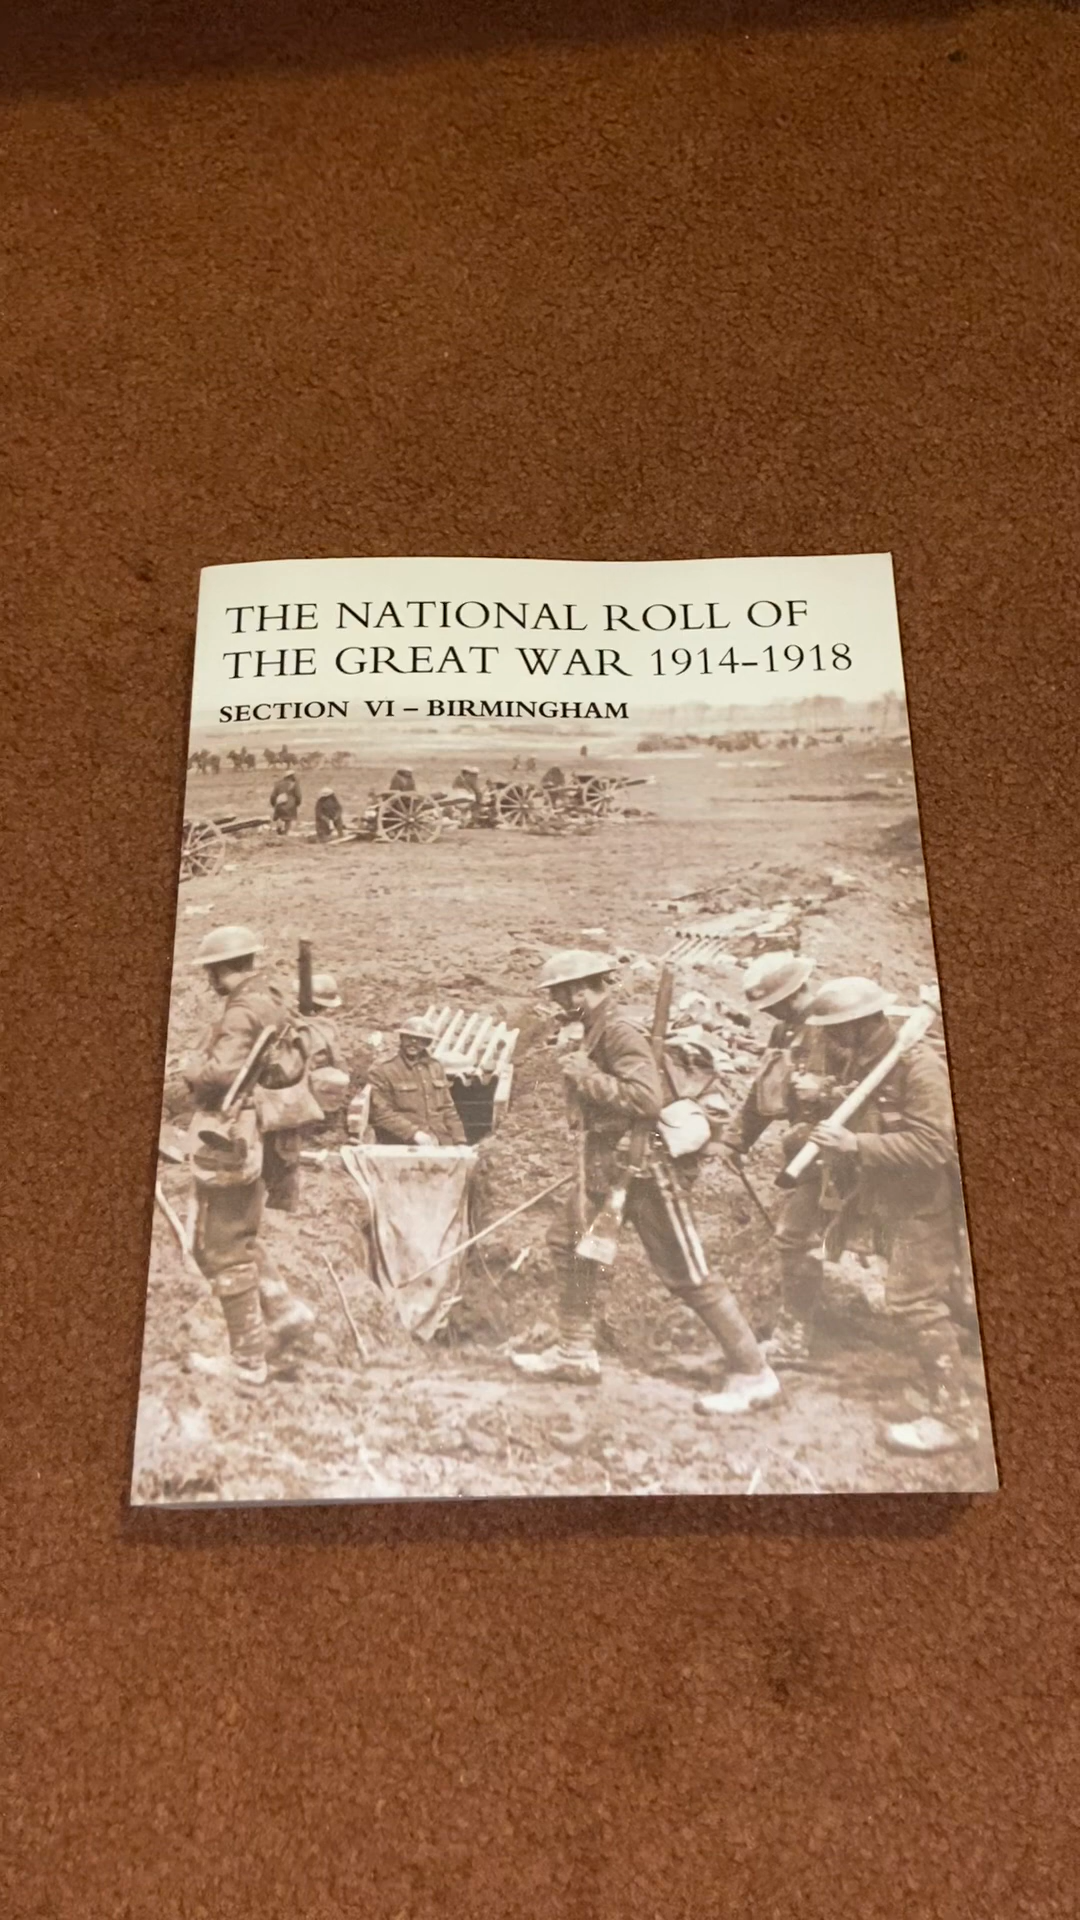 THE NATIONAL ROLL OF
THE GREAT WAR 1914–1918
SECTION VI – BIRMINGHAM